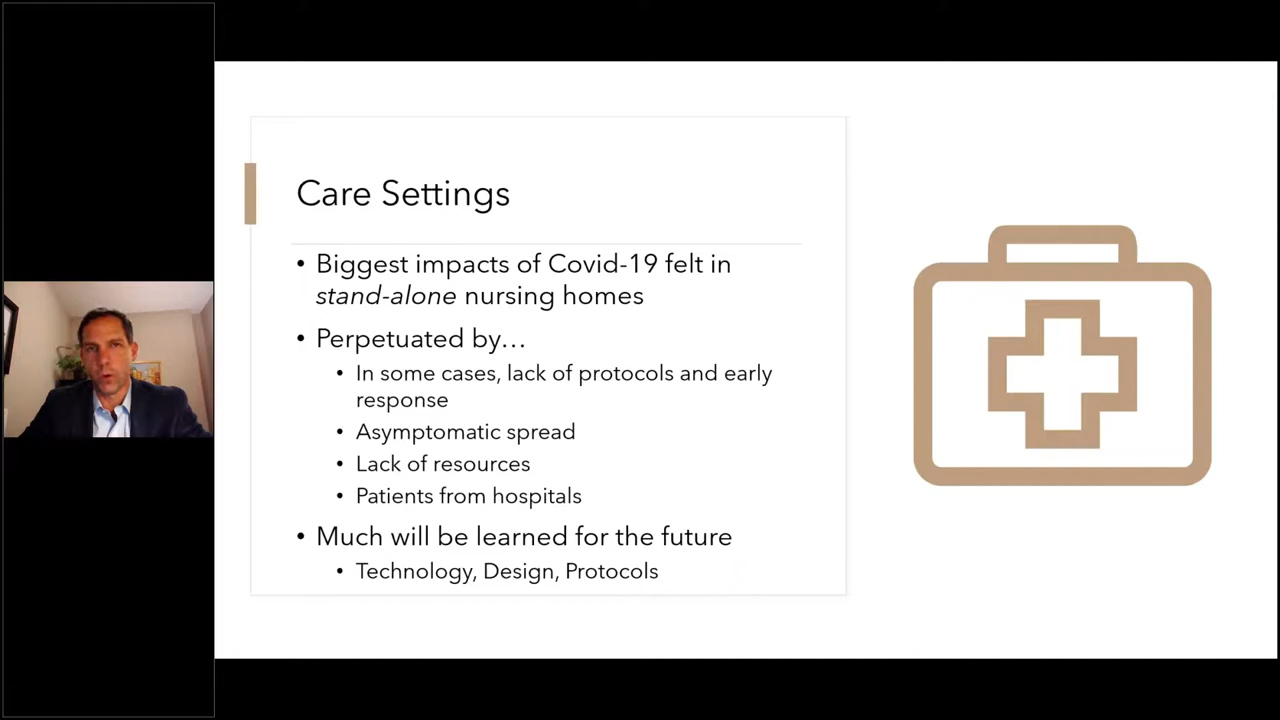 Care Settings
• Biggest impacts of Covid-19 felt in
stand-alone nursing homes
• Perpetuated by…
• In some cases, lack of protocols and early
response
• Asymptomatic spread
• Lack of resources
• Patients from hospitals
• Much will be learned for the future
• Technology, Design, Protocols